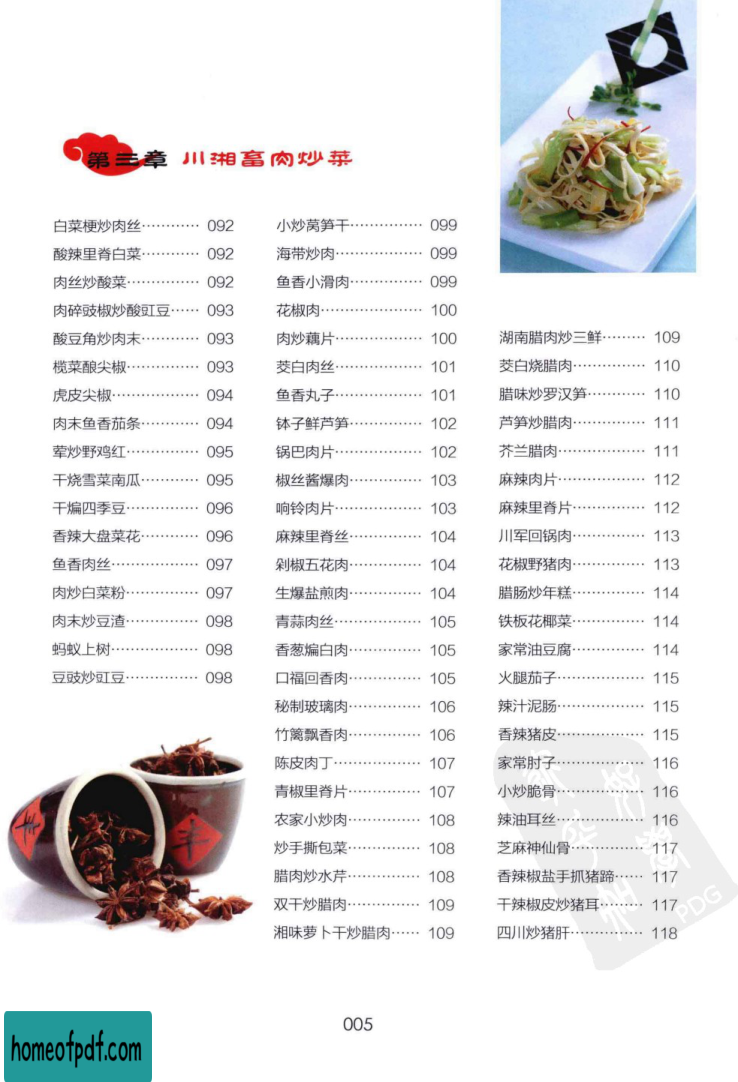 第三章 川湘畜肉炒菜
白菜梗炒肉丝………… 092
酸辣里脊白菜………… 092
肉丝炒酸菜…………… 092
肉碎豉椒炒酸豇豆…… 093
酸豆角炒肉末………… 093
榄菜酿尖椒…………… 093
虎皮尖椒……………… 094
肉末鱼香茄条………… 094
荤炒野鸡红…………… 095
干烧雪菜南瓜………… 095
干煸四季豆…………… 096
香辣大盘菜花………… 096
鱼香肉丝……………… 097
肉炒白菜粉…………… 097
肉末炒豆渣…………… 098
蚂蚁上树……………… 098
豆豉炒豇豆…………… 098
小炒莴笋干…………… 099
海带炒肉……………… 099
鱼香小滑肉…………… 099
花椒肉………………… 100
肉炒藕片……………… 100
茭白肉丝……………… 101
鱼香丸子……………… 101
钵子鲜芦笋…………… 102
锅巴肉片……………… 102
椒丝酱爆肉…………… 103
响铃肉片……………… 103
麻辣里脊丝…………… 104
剁椒五花肉…………… 104
生爆盐煎肉…………… 104
青蒜肉丝……………… 105
香葱煸白肉…………… 105
口福回香肉…………… 105
秘制玻璃肉…………… 106
竹篱飘香肉…………… 106
陈皮肉丁……………… 107
青椒里脊片…………… 107
农家小炒肉…………… 108
炒手撕包菜…………… 108
腊肉炒水芹…………… 108
双干炒腊肉…………… 109
湘味萝卜干炒腊肉…… 109
湖南腊肉炒三鲜……… 109
茭白烧腊肉…………… 110
腊味炒罗汉笋………… 110
芦笋炒腊肉…………… 111
芥兰腊肉……………… 111
麻辣肉片……………… 112
麻辣里脊片…………… 112
川军回锅肉…………… 113
花椒野猪肉…………… 113
腊肠炒年糕…………… 114
铁板花椰菜…………… 114
家常油豆腐…………… 114
火腿茄子……………… 115
辣汁泥肠……………… 115
香辣猪皮……………… 115
家常肘子……………… 116
小炒脆骨……………… 116
辣油耳丝……………… 116
芝麻神仙骨…………… 117
香辣椒盐手抓猪蹄…… 117
干辣椒皮炒猪耳……… 117
四川炒猪肝…………… 118
PDG
005
homeofpdf.com